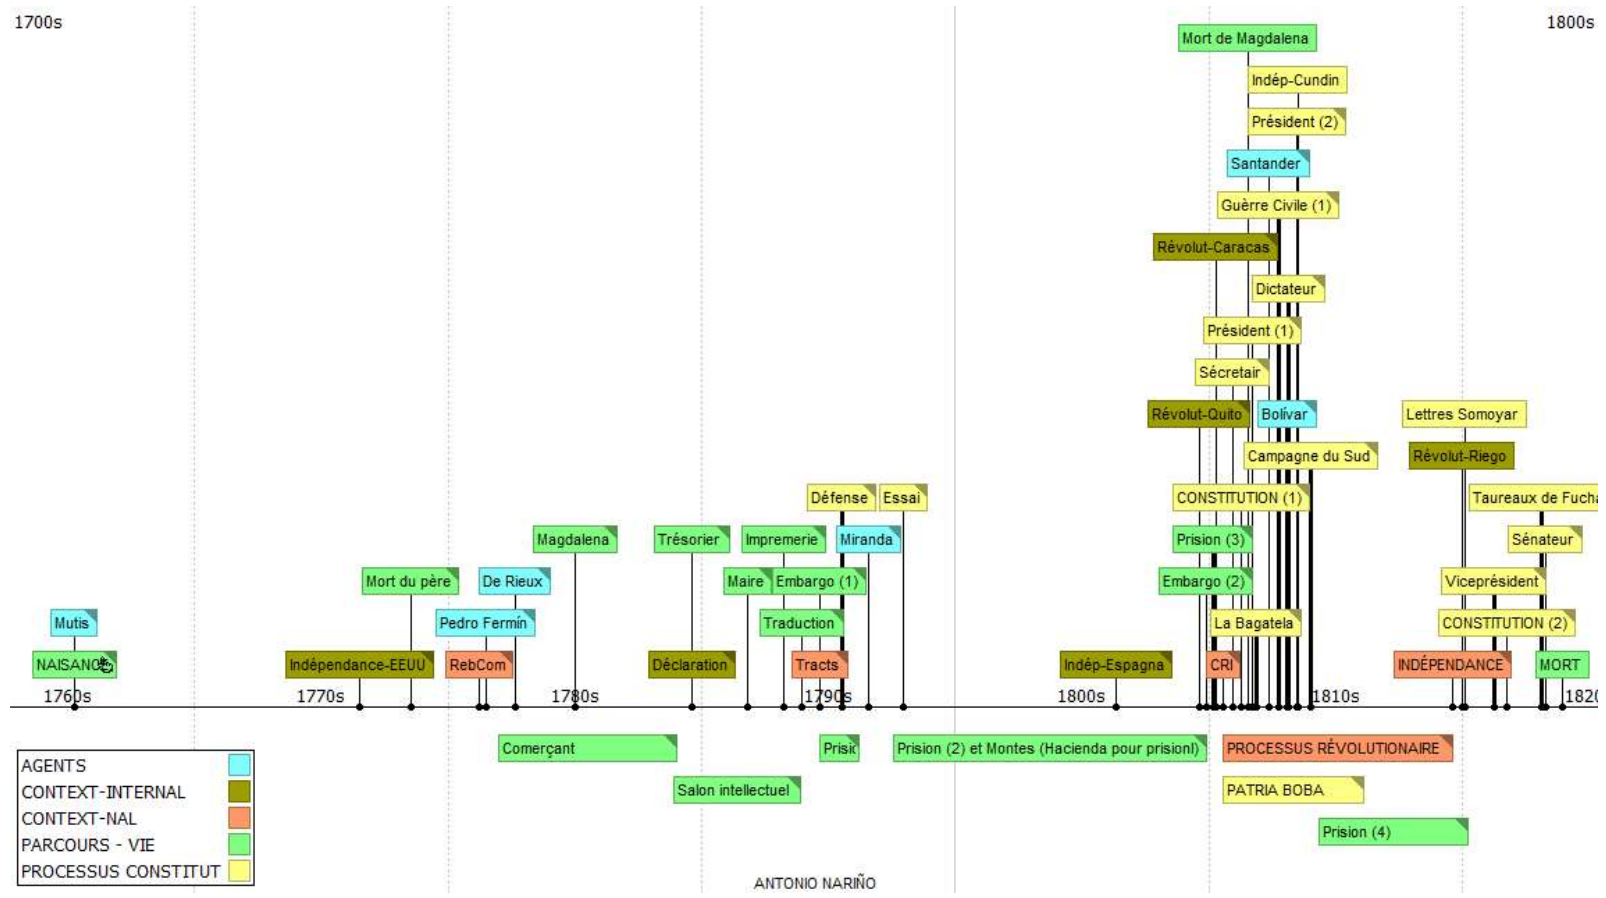 1700s
1800s
Mort de Magdalena
Indép-Cundin
Président (2)
Santander
Guèrre Civile (1)
Révolut-Caracas
Dictateur
Président (1)
Sécretair
Révolut-Quito
Bolívar
Lettres Somoyar
Campagne du Sud
Révolut-Riego
Défense
Essai
CONSTITUTION (1)
Taureaux de Fucha
Magdalena
Trésorier
Impremerie
Miranda
Prision (3)
Sénateur
Mort du père
De Rieux
Maire
Embargo (1)
Embargo (2)
Viceprésident
Mutis
Pedro Fermín
Traduction
La Bagatela
CONSTITUTION (2)
NAISANCE
Indépendance-EEUU
RebCom
Déclaration
Tracts
Indép-Espagna
CRI
INDÉPENDANCE
MORT
1760s
1770s
1780s
1790s
1800s
1810s
1820
Comerçant
Prisic
Prision (2) et Montes (Hacienda pour prisionl)
PROCESSUS RÉVOLUTIONAIRE
Salon intellectuel
PATRIA BOBA
Prision (4)
AGENTS
CONTEXT-INTERNAL
CONTEXT-NAL
PARCOURS - VIE
PROCESSUS CONSTITUT
ANTONIO NARIÑO